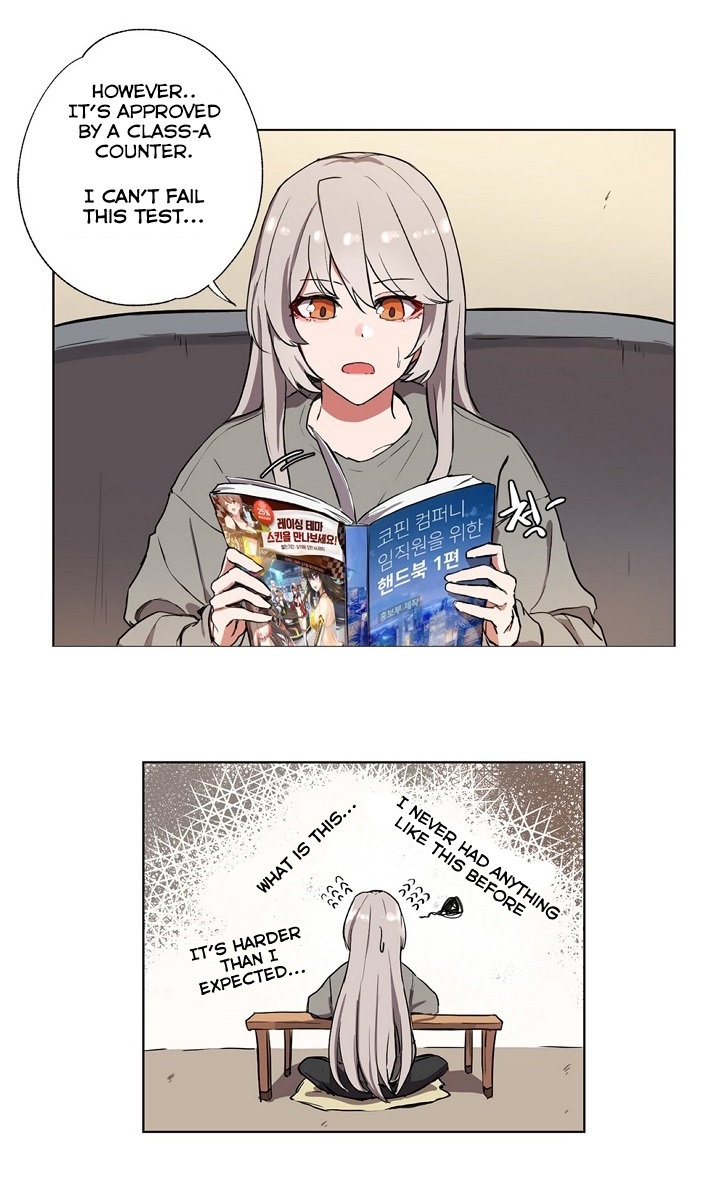 HOWEVER..
IT'S APPROVED
BY A CLASS-A
COUNTER.
I CAN'T FAIL
THIS TEST...
25%
레이싱 테마
스킨을 만나보세요!
코핀 컴퍼니
임직원을 위한
핸드북 1편
홍보부 제작
척-
WHAT IS THIS...
I NEVER HAD ANYTHING
LIKE THIS BEFORE
IT'S HARDER
THAN I
EXPECTED...